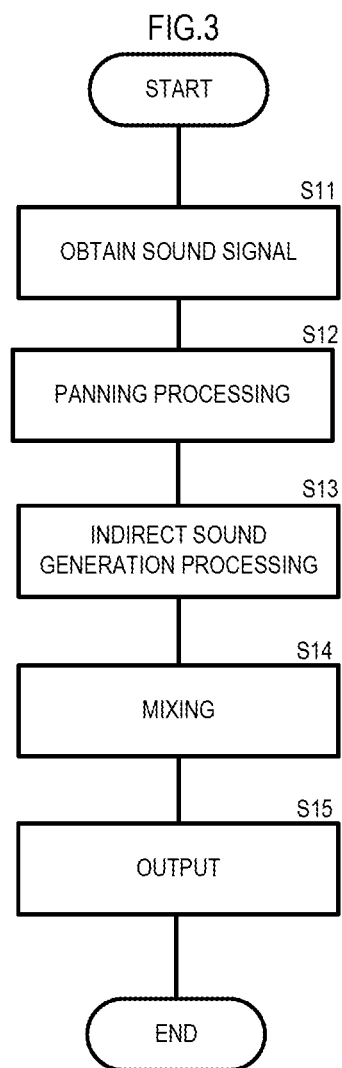 FIG.3
START
S11
OBTAIN SOUND SIGNAL
S12
PANNING PROCESSING
S13
INDIRECT SOUND
GENERATION PROCESSING
S14
MIXING
S15
OUTPUT
END